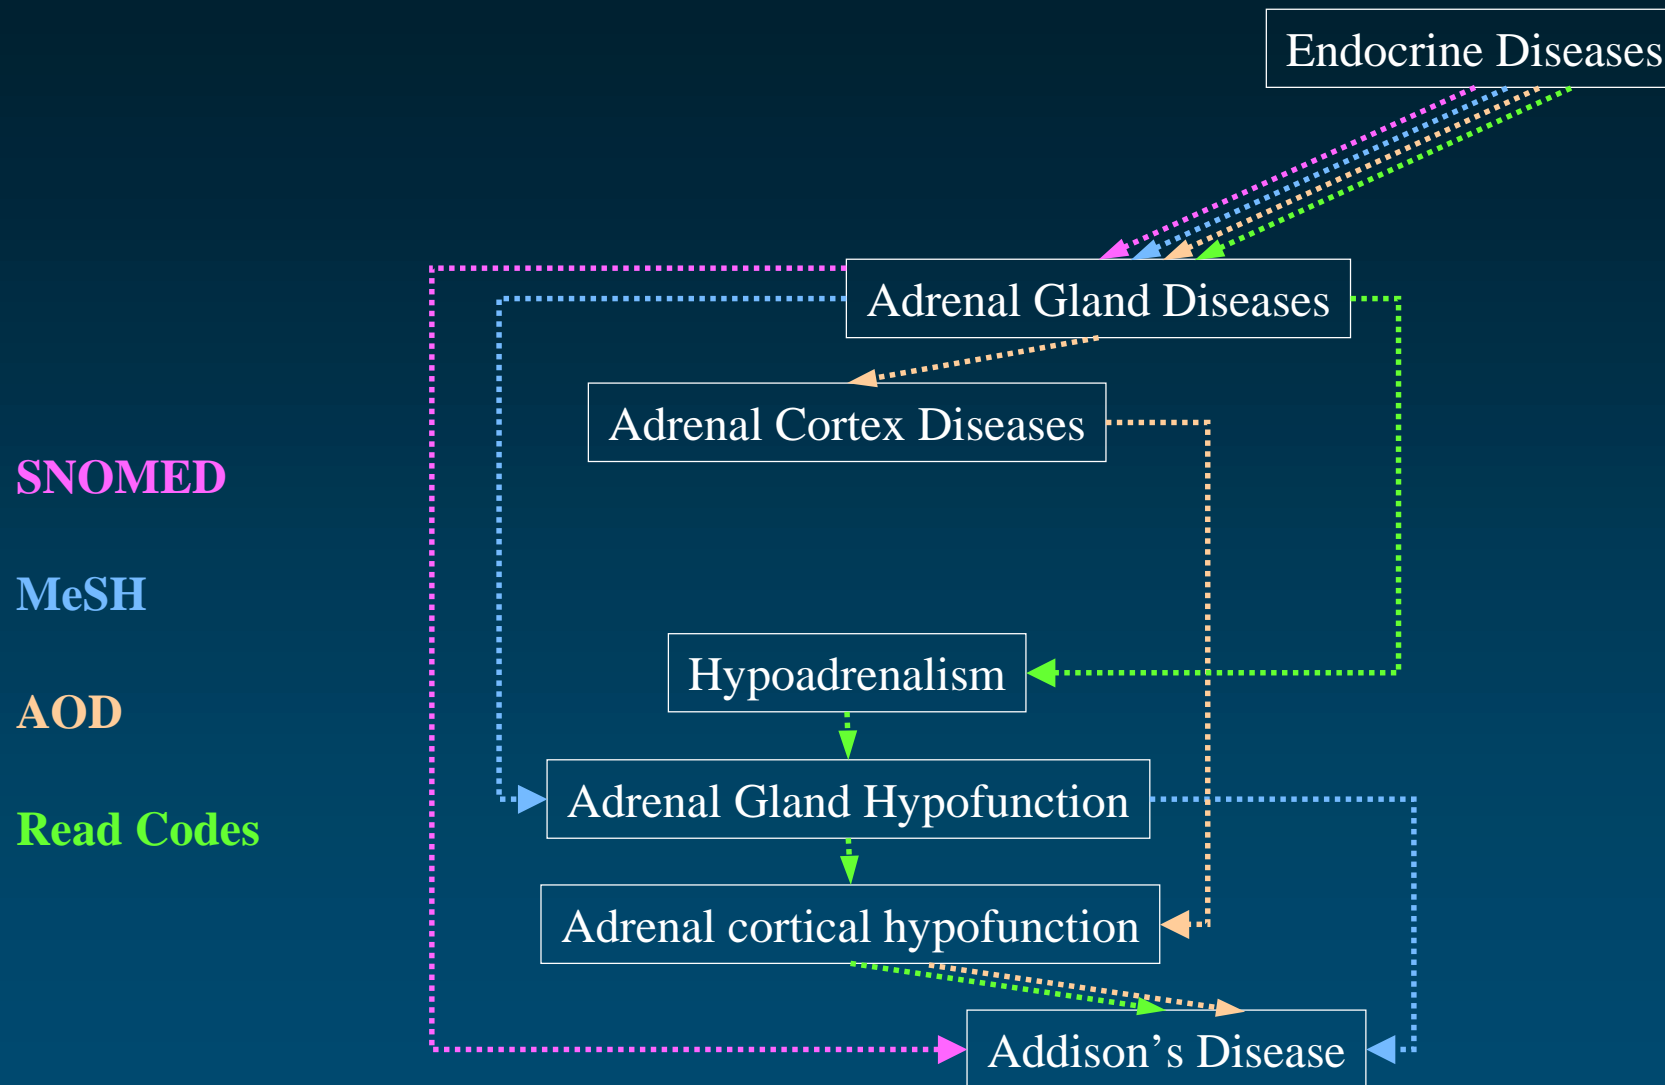 Endocrine Diseases
Adrenal Gland Diseases
Adrenal Cortex Diseases
SNOMED
MeSH
Hypoadrenalism
AOD
Adrenal Gland Hypofunction
Read Codes
Adrenal cortical hypofunction
Addison’s Disease